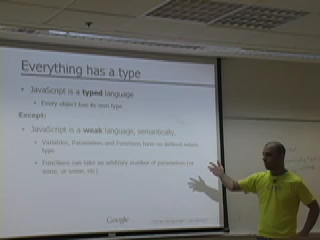 Everything has a type
• JavaScript is a typed language
• Every object has its own type.
Except:
• JavaScript is a weak language, semantically.
• Variables, Parameters and Functions have no defined return
type
• Functions can take an arbitrary number of parameters (or
none, or some, etc)
Google